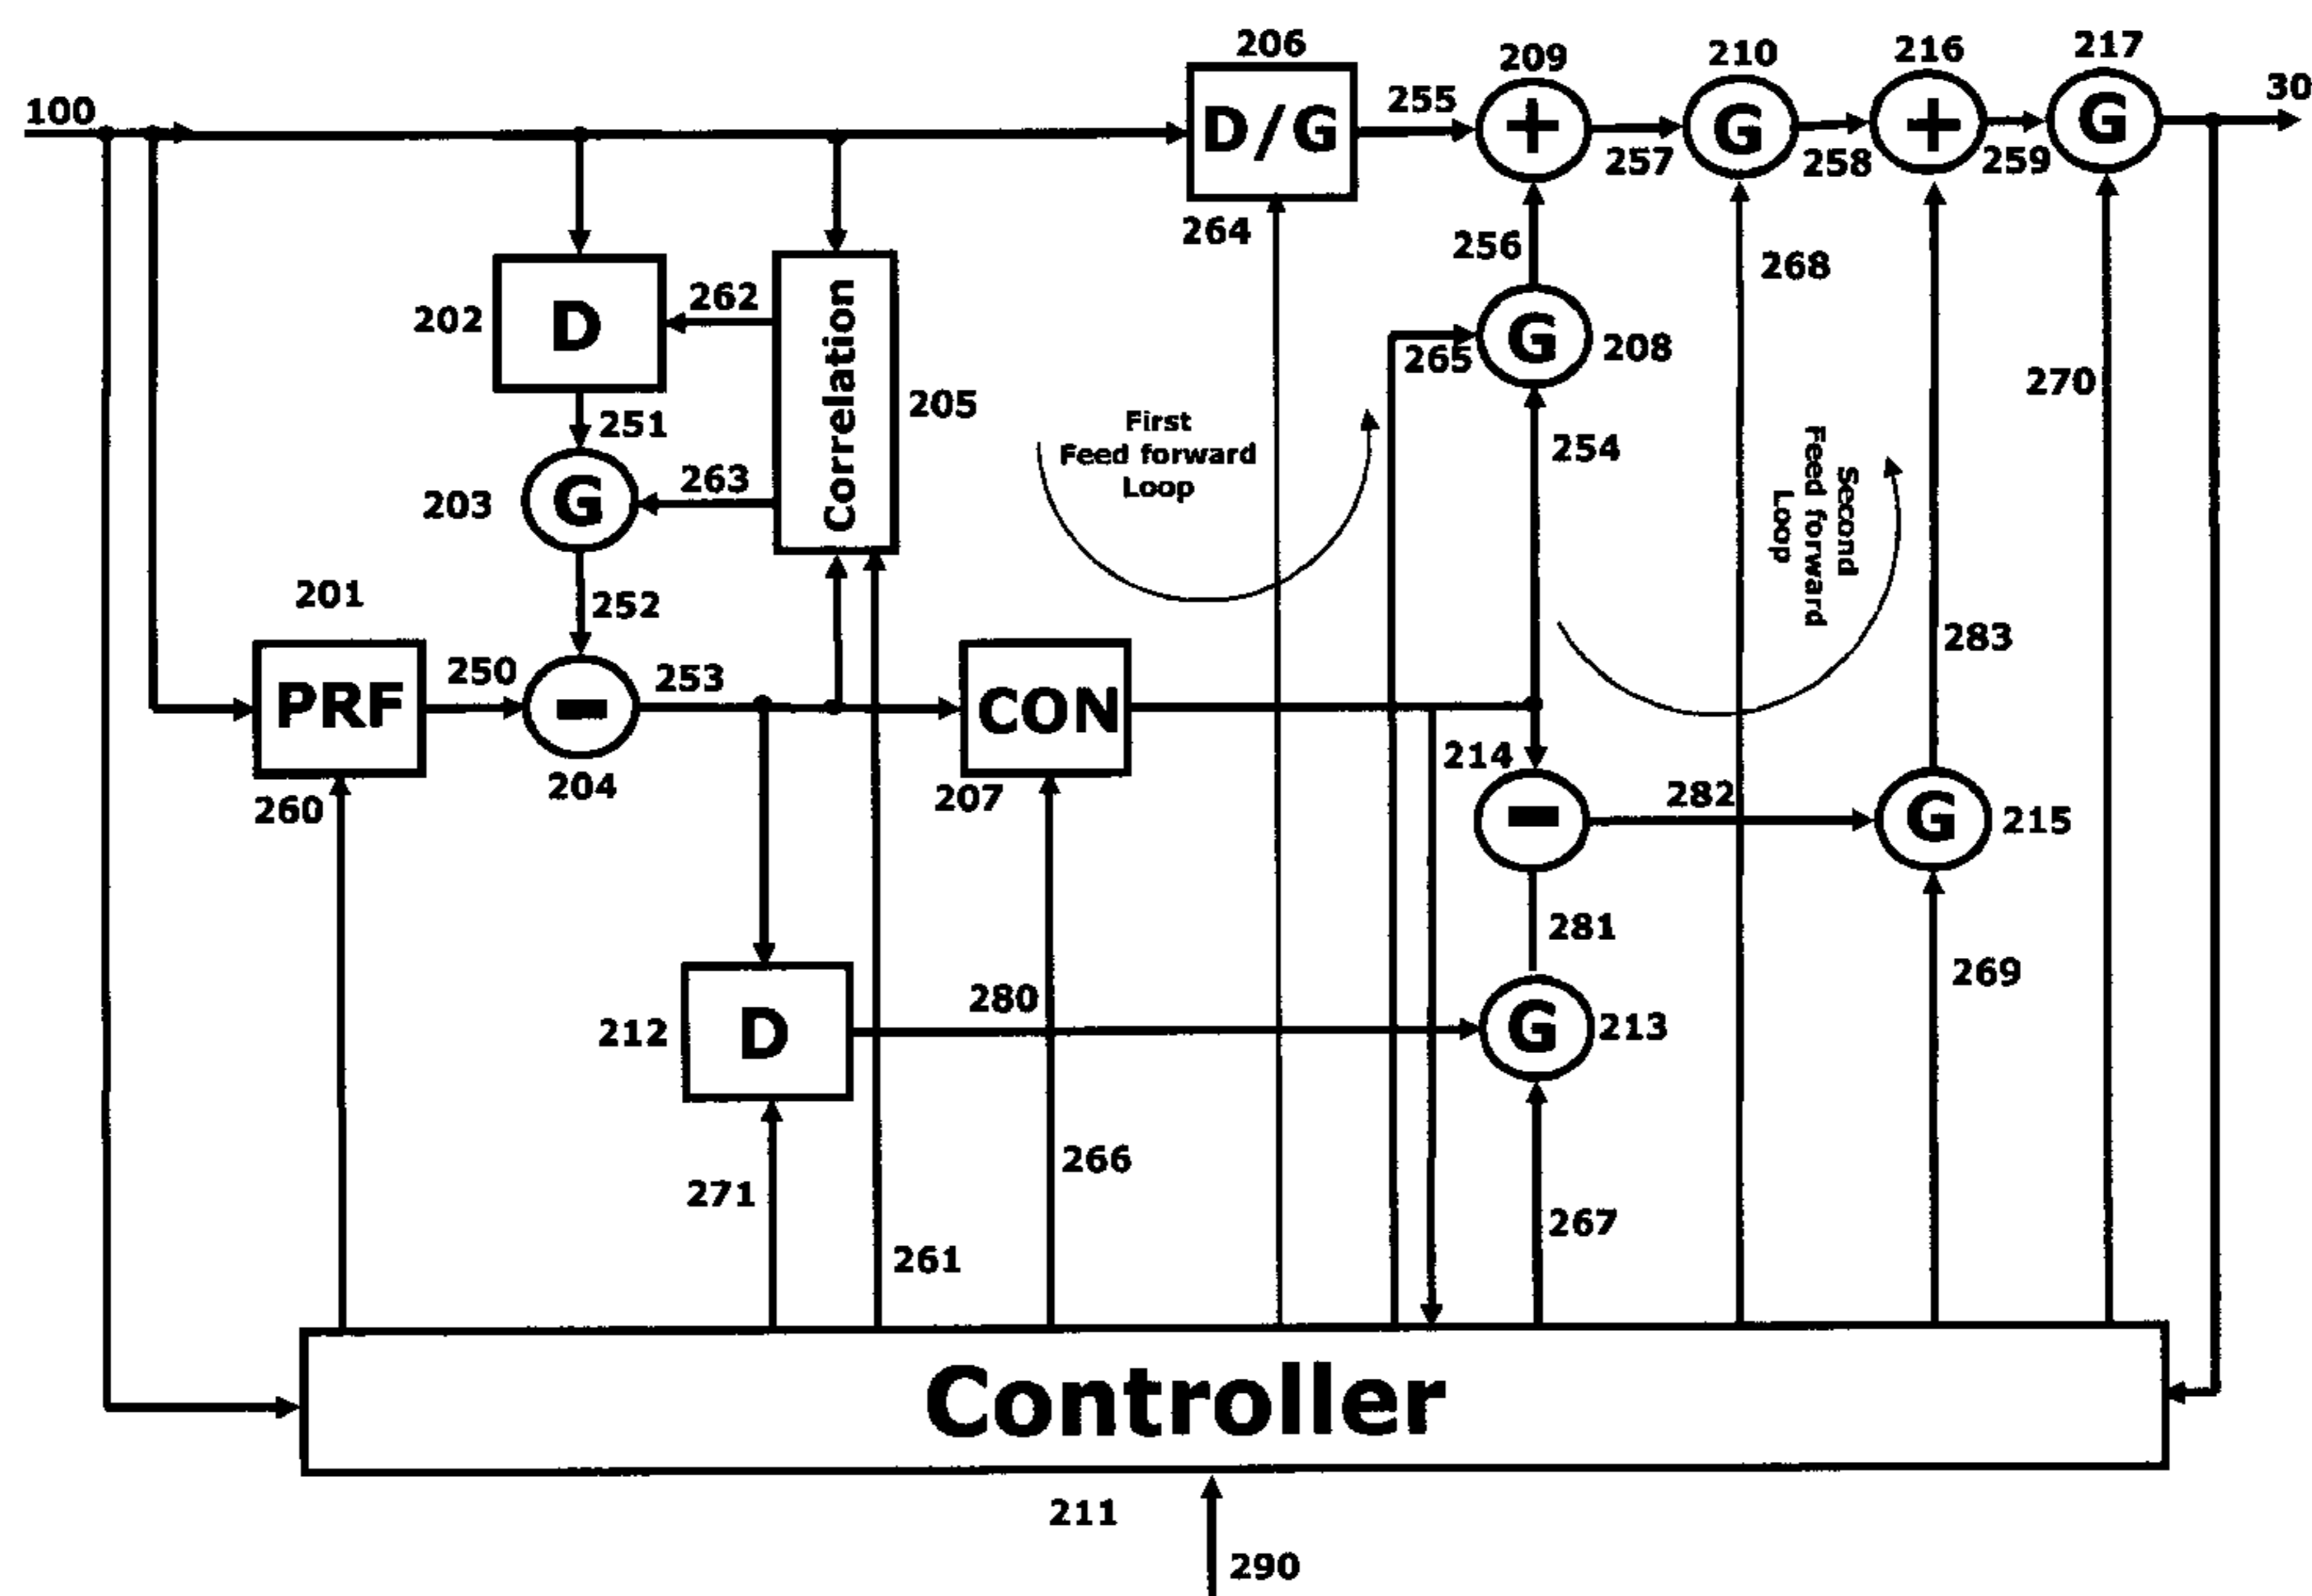 206
209
210
216
217
100
30
D/G
+
G
+
G
255
257
258
259
264
256
268
262
202
D
Correlation
265
G
208
205
270
251
First
Feed forward
Loop
254
Second
Feed forward
Loop
203
G
263
201
252
283
250
253
PRF
-
CON
260
204
207
214
282
-
G
215
281
269
280
212
D
G
213
266
271
267
261
Controller
211
290